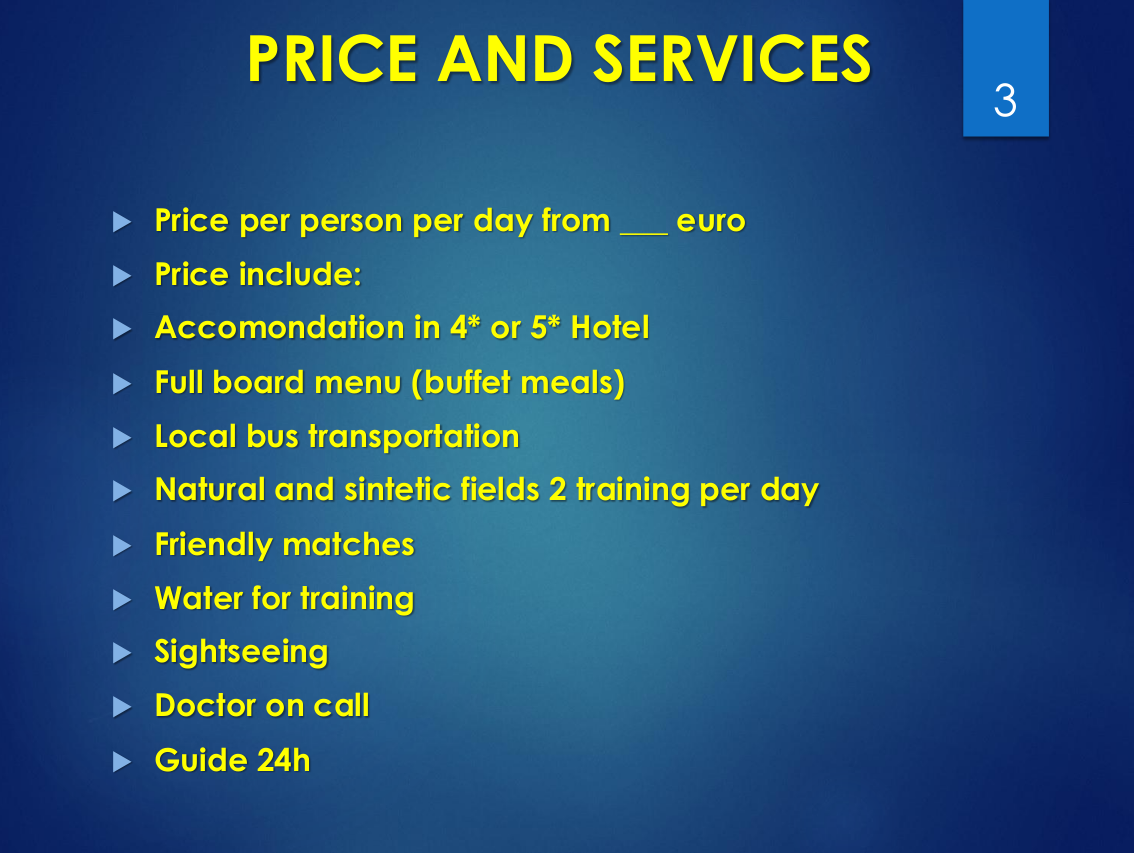 PRICE AND SERVICES
3
Price per person per day from ___ euro
Price include:
Accomondation in 4* or 5* Hotel
Full board menu (buffet meals)
Local bus transportation
Natural and sintetic fields 2 training per day
Friendly matches
Water for training
Sightseeing
Doctor on call
Guide 24h